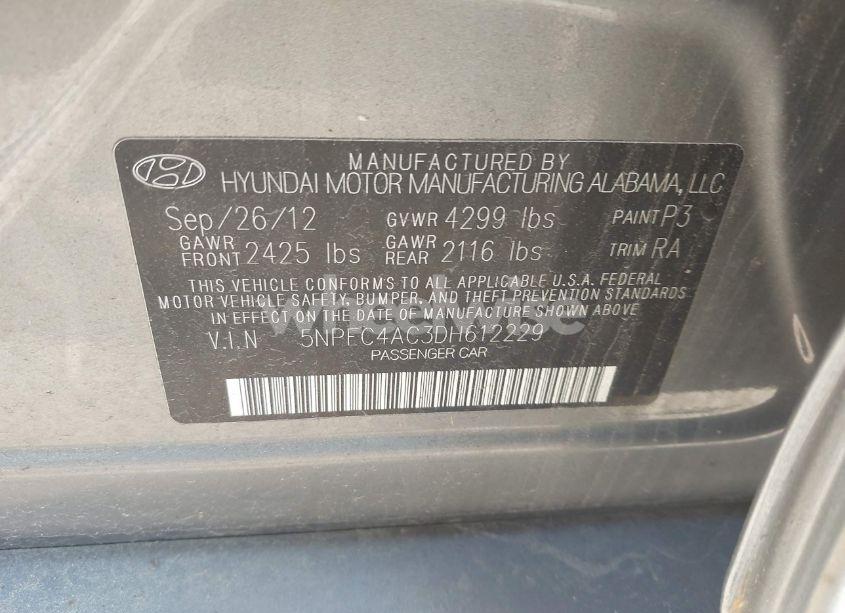 MANUFACTURED BY
HYUNDAI MOTOR MANUFACTURING ALABAMA, LLC
Sep/26/12 GVWR 4299 lbs PAINT P3
GAWR FRONT 2425 lbs GAWR REAR 2116 lbs TRIM RA
THIS VEHICLE CONFORMS TO ALL APPLICABLE U.S.A. FEDERAL
MOTOR VEHICLE SAFETY, BUMPER, AND THEFT PREVENTION STANDARDS
IN EFFECT ON THE DATE OF MANUFACTURE SHOWN ABOVE.
V.I.N 5NPEC4AC3DH612229
PASSENGER CAR